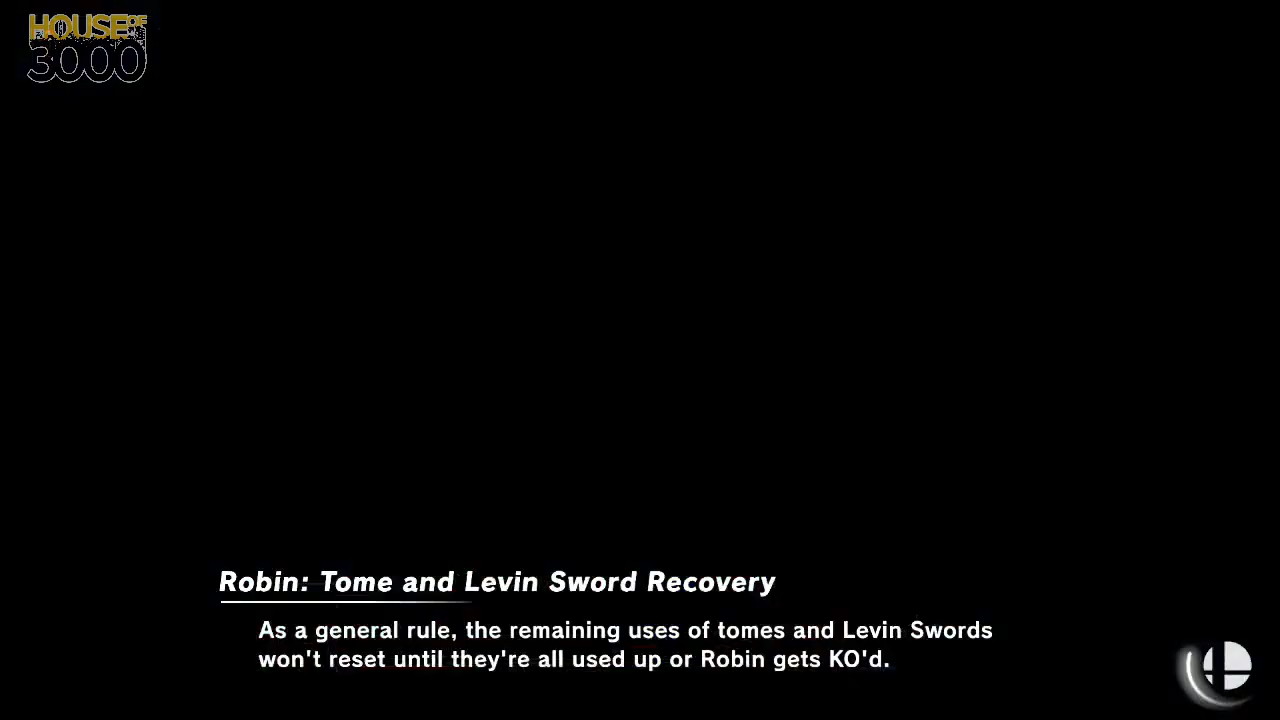 HOUSE OF
3000
Robin: Tome and Levin Sword Recovery
As a general rule, the remaining uses of tomes and Levin Swords
won't reset until they're all used up or Robin gets KO'd.